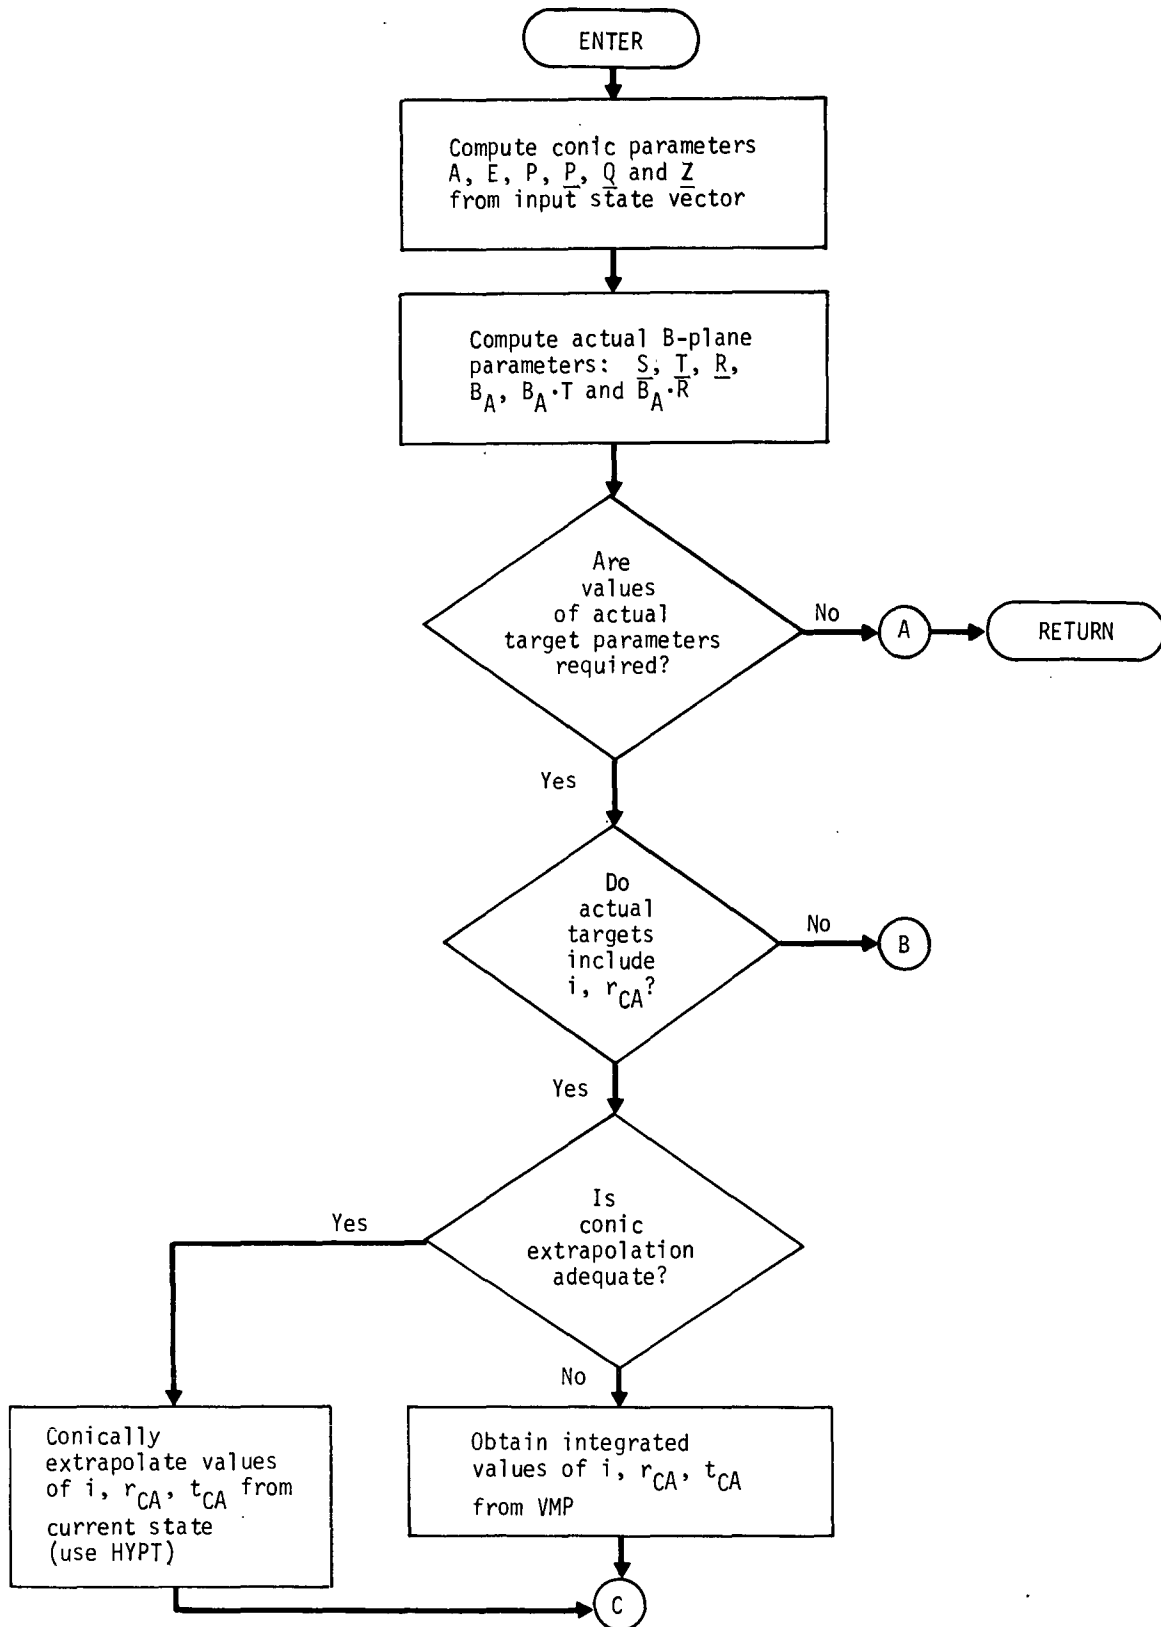 ENTER
Compute conic parameters
A, E, P, P, Q and Z
from input state vector
Compute actual B-plane
parameters: S, T, R,
B_A, B_A·T and B_A·R
Are
values
of actual
target parameters
required?
No
A
RETURN
Yes
Do
actual
targets
include
i, r_CA?
No
B
Yes
Is
conic
extrapolation
adequate?
Yes
No
Conically
extrapolate values
of i, r_CA, t_CA from
current state
(use HYPT)
Obtain integrated
values of i, r_CA, t_CA
from VMP
C